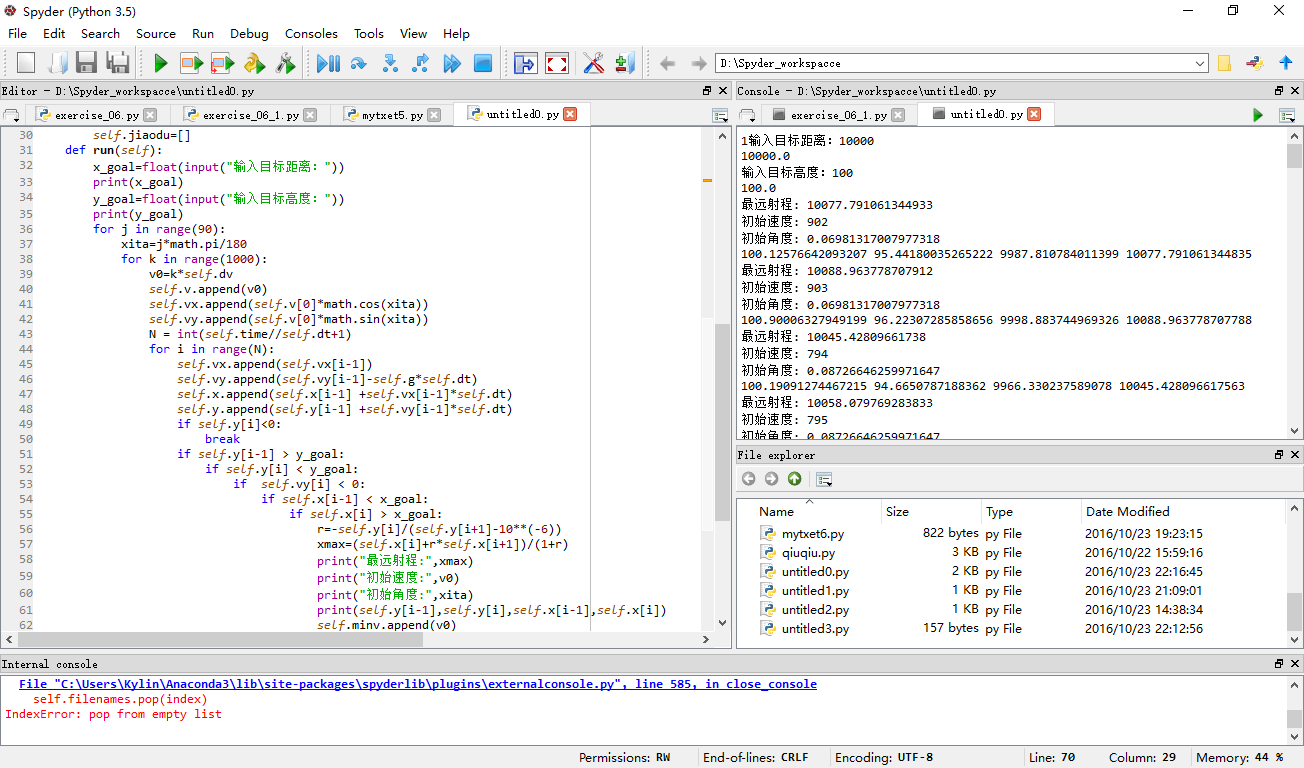 Spyder (Python 3.5)
File Edit Search Source Run Debug Consoles Tools View Help
D:\Spyder_workspacce
Editor - D:\Spyder_workspacce\untitled0.py
exercise_06.py exercise_06_1.py mytxet5.py untitled0.py
30 self.jiaodu=[]
31 def run(self):
32 x_goal=float(input("输入目标距离："))
33 print(x_goal)
34 y_goal=float(input("输入目标高度："))
35 print(y_goal)
36 for j in range(90):
37 xita=j*math.pi/180
38 for k in range(1000):
39 v0=k*self.dv
40 self.v.append(v0)
41 self.vx.append(self.v[0]*math.cos(xita))
42 self.vy.append(self.v[0]*math.sin(xita))
43 N = int(self.time//self.dt+1)
44 for i in range(N):
45 self.vx.append(self.vx[i-1])
46 self.vy.append(self.vy[i-1]-self.g*self.dt)
47 self.x.append(self.x[i-1] +self.vx[i-1]*self.dt)
48 self.y.append(self.y[i-1] +self.vy[i-1]*self.dt)
49 if self.y[i]<0:
50 break
51 if self.y[i-1] > y_goal:
52 if self.y[i] < y_goal:
53 if self.vy[i] < 0:
54 if self.x[i-1] < x_goal:
55 if self.x[i] > x_goal:
56 r=-self.y[i]/(self.y[i+1]-10**(-6))
57 xmax=(self.x[i]+r*self.x[i+1])/(1+r)
58 print("最远射程:",xmax)
59 print("初始速度:",v0)
60 print("初始角度:",xita)
61 print(self.y[i-1],self.y[i],self.x[i-1],self.x[i])
62 self.minv.append(v0)
Console - D:\Spyder_workspacce\untitled0.py
exercise_06_1.py untitled0.py
1输入目标距离：10000
10000.0
输入目标高度：100
100.0
最远射程: 10077.791061344933
初始速度: 902
初始角度: 0.06981317007977318
100.12576642093207 95.44180035265222 9987.810784011399 10077.791061344835
最远射程: 10088.963778707912
初始速度: 903
初始角度: 0.06981317007977318
100.90006327949199 96.22307285858656 9998.883744969326 10088.963778707788
最远射程: 10045.42809661738
初始速度: 794
初始角度: 0.08726646259971647
100.19091274467215 94.6650787188362 9966.330237589078 10045.428096617563
最远射程: 10058.079769283833
初始速度: 795
初始角度: 0.08726646259971647
File explorer
Name Size Type Date Modified
mytxet6.py 822 bytes py File 2016/10/23 19:23:15
qiuqiu.py 3 KB py File 2016/10/22 15:59:16
untitled0.py 2 KB py File 2016/10/23 22:16:45
untitled1.py 1 KB py File 2016/10/23 21:09:01
untitled2.py 1 KB py File 2016/10/23 14:38:34
untitled3.py 157 bytes py File 2016/10/23 22:12:56
Internal console
File "C:\Users\Kylin\Anaconda3\lib\site-packages\spyderlib\plugins\externalconsole.py", line 585, in close_console
self.filenames.pop(index)
IndexError: pop from empty list
Permissions: RW End-of-lines: CRLF Encoding: UTF-8 Line: 70 Column: 29 Memory: 44 %